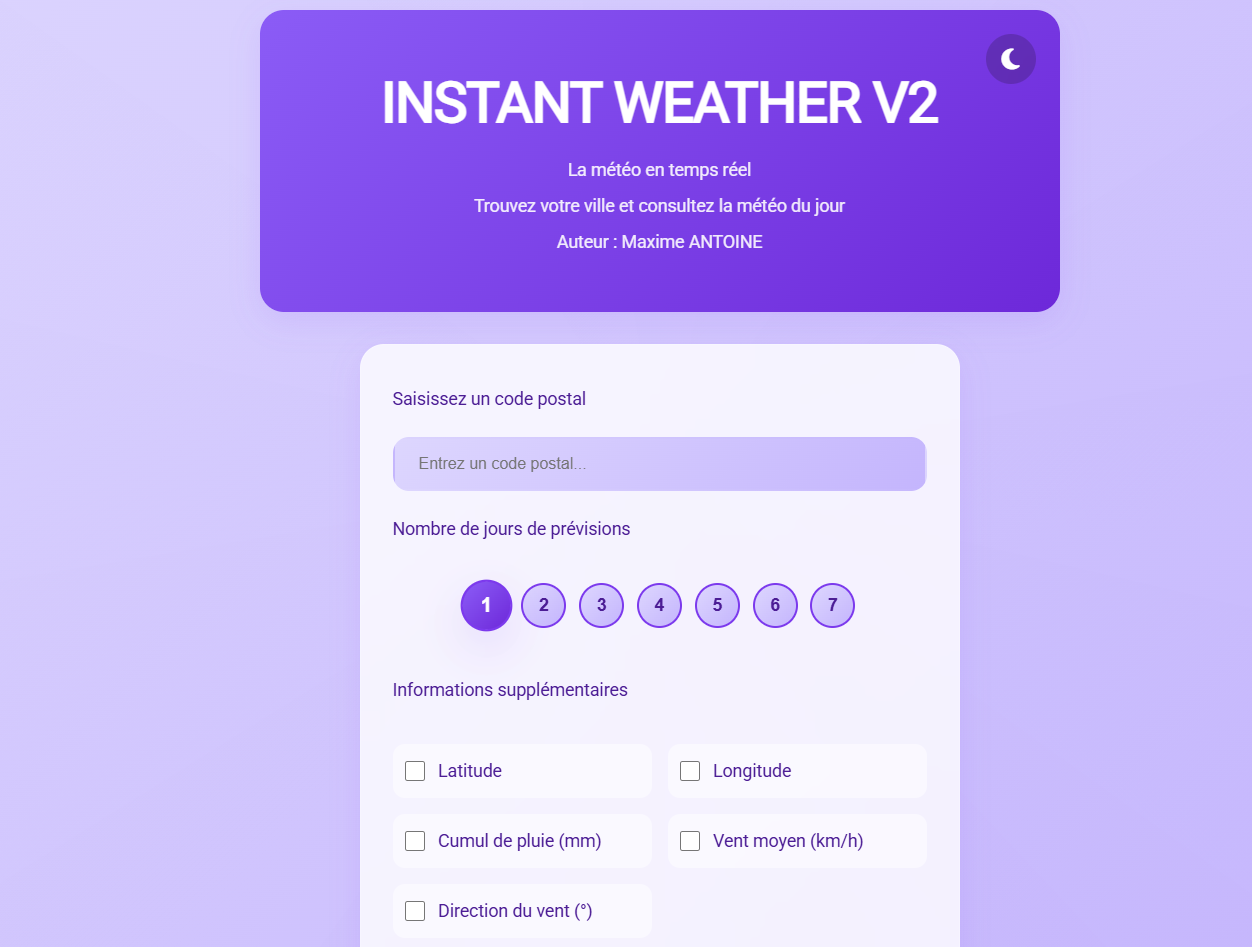 INSTANT WEATHER V2
La météo en temps réel
Trouvez votre ville et consultez la météo du jour
Auteur : Maxime ANTOINE
Saisissez un code postal
Entrez un code postal...
Nombre de jours de prévisions
1 2 3 4 5 6 7
Informations supplémentaires
Latitude Longitude
Cumul de pluie (mm) Vent moyen (km/h)
Direction du vent (°)